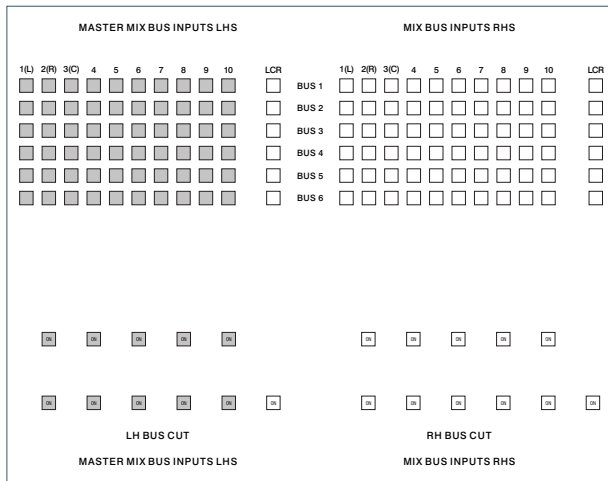 MASTER MIX BUS INPUTS LHS MIX BUS INPUTS RHS
1(L) 2(R) 3(C) 4 5 6 7 8 9 10 LCR 1(L) 2(R) 3(C) 4 5 6 7 8 9 10 LCR
BUS 1
BUS 2
BUS 3
BUS 4
BUS 5
BUS 6
ON ON ON ON ON ON ON ON ON ON
ON ON ON ON ON ON ON ON ON ON ON ON
LH BUS CUT RH BUS CUT
MASTER MIX BUS INPUTS LHS MIX BUS INPUTS RHS